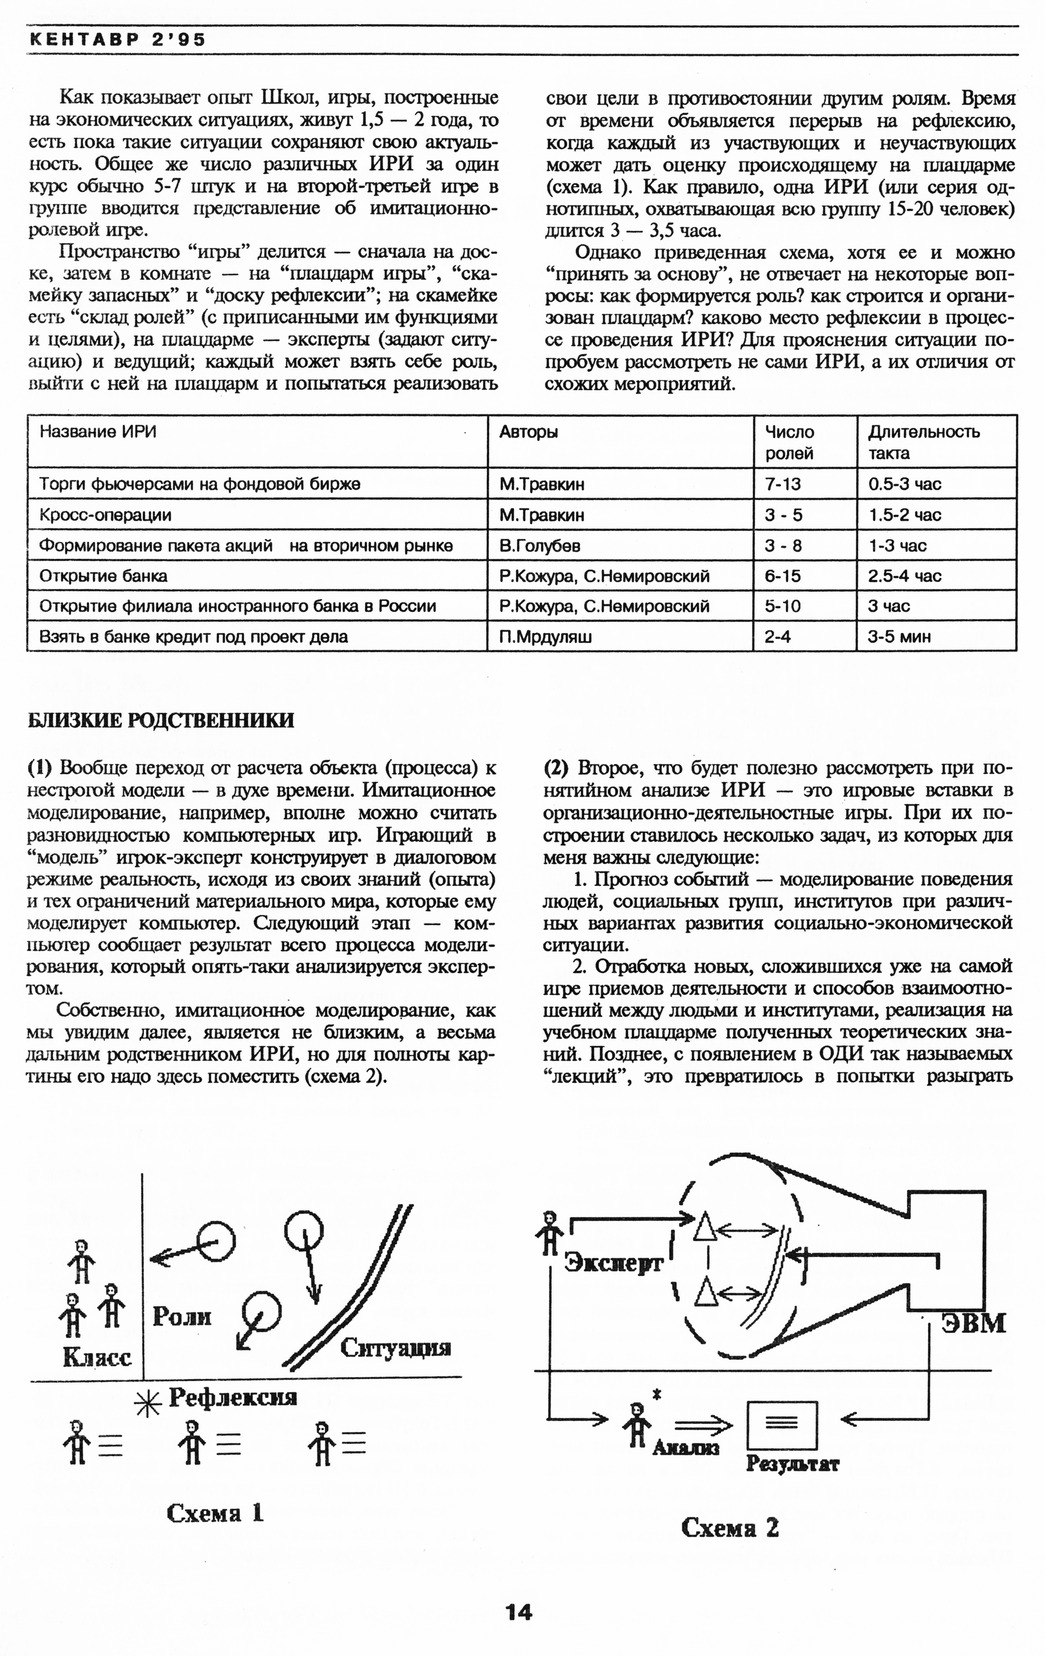 КЕНТАВР 2’95
Как показывает опыт Школ, игры, построенные
на экономических ситуациях, живут 1,5 — 2 года, то
есть пока такие ситуации сохраняют свою актуаль-
ность. Общее же число различных ИРИ за один
курс обычно 5-7 штук и на второй-третьей игре в
группе вводится представление об имитационно-
ролевой игре.
Пространство “игры” делится — сначала на дос-
ке, затем в комнате — на “плацдарм игры”, “ска-
мейку запасных” и “доску рефлексии”; на скамейке
есть “склад ролей” (с приписанными им функциями
и целями), на плацдарме — эксперты (задают ситу-
ацию) и ведущий; каждый может взять себе роль,
выйти с ней на плацдарм и попытаться реализовать
свои цели в противостоянии другим ролям. Время
от времени объявляется перерыв на рефлексию,
когда каждый из участвующих и неучаствующих
может дать оценку происходящему на плацдарме
(схема 1). Как правило, одна ИРИ (или серия од-
нотипных, охватывающая всю группу 15-20 человек)
длится 3 — 3,5 часа.
Однако приведенная схема, хотя ее и можно
“принять за основу”, не отвечает на некоторые воп-
росы: как формируется роль? как строится и органи-
зован плацдарм? каково место рефлексии в процес-
се проведения ИРИ? Для прояснения ситуации по-
пробуем рассмотреть не сами ИРИ, а их отличия от
схожих мероприятий.
Название ИРИ Авторы Число ролей Длительность такта
Торги фьючерсами на фондовой бирже М.Травкин 7-13 0.5-3 час
Кросс-операции М.Травкин 3 - 5 1.5-2 час
Формирование пакета акций на вторичном рынке В.Голубев 3 - 8 1-3 час
Открытие банка Р.Кожура, С.Немировский 6-15 2.5-4 час
Открытие филиала иностранного банка в России Р.Кожура, С.Немировский 5-10 3 час
Взять в банке кредит под проект дела П.Мрдуляш 2-4 3-5 мин
БЛИЗКИЕ РОДСТВЕННИКИ
(1) Вообще переход от расчета объекта (процесса) к
нестрогой модели — в духе времени. Имитационное
моделирование, например, вполне можно считать
разновидностью компьютерных игр. Играющий в
“модель” игрок-эксперт конструирует в диалоговом
режиме реальность, исходя из своих знаний (опыта)
и тех ограничений материального мира, которые ему
моделирует компьютер. Следующий этап — ком-
пьютер сообщает результат всего процесса модели-
рования, который опять-таки анализируется экспер-
том.
Собственно, имитационное моделирование, как
мы увидим далее, является не близким, а весьма
дальним родственником ИРИ, но для полноты кар-
тины его надо здесь поместить (схема 2).
(2) Второе, что будет полезно рассмотреть при по-
нятийном анализе ИРИ — это игровые вставки в
организационно-деятельностные игры. При их по-
строении ставилось несколько задач, из которых для
меня важны следующие:
1. Прогноз событий — моделирование поведения
людей, социальных групп, институтов при различ-
ных вариантах развития социально-экономической
ситуации.
2. Отработка новых, сложившихся уже на самой
игре приемов деятельности и способов взаимоотно-
шений между людьми и институтами, реализация на
учебном плацдарме полученных теоретических зна-
ний. Позднее, с появлением в ОДИ так называемых
“лекций”, это превратилось в попытки разыграть
Роли
Класс
Ситуация
Рефлексия
Схема 1
Эксперт
ЭВМ
*
Анализ
Результат
Схема 2
14